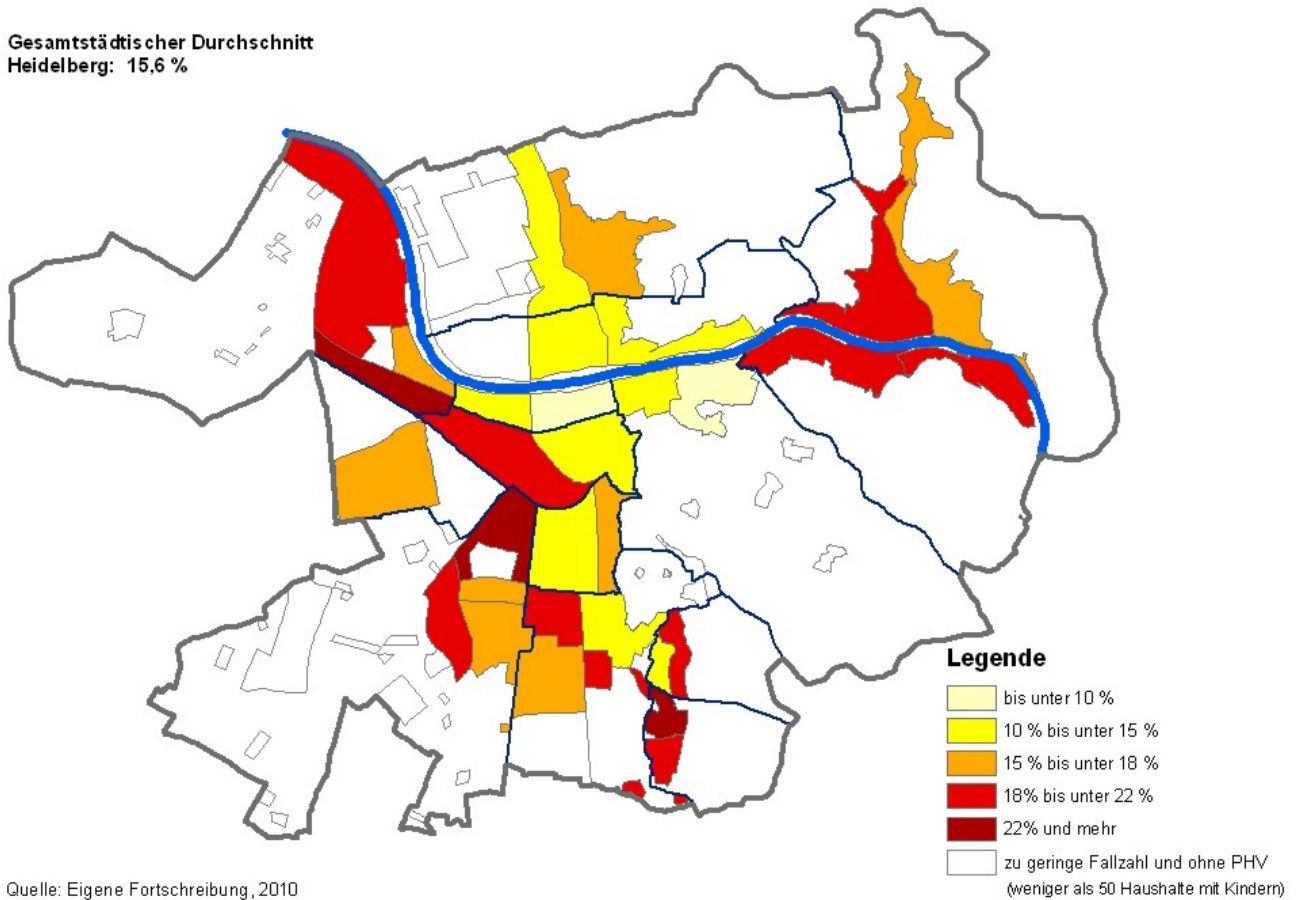 Gesamtstädtischer Durchschnitt
Heidelberg: 15,6 %
Legende
bis unter 10 %
10 % bis unter 15 %
15 % bis unter 18 %
18% bis unter 22 %
22% und mehr
zu geringe Fallzahl und ohne PHV
(weniger als 50 Haushalte mit Kindern)
Quelle: Eigene Fortschreibung, 2010